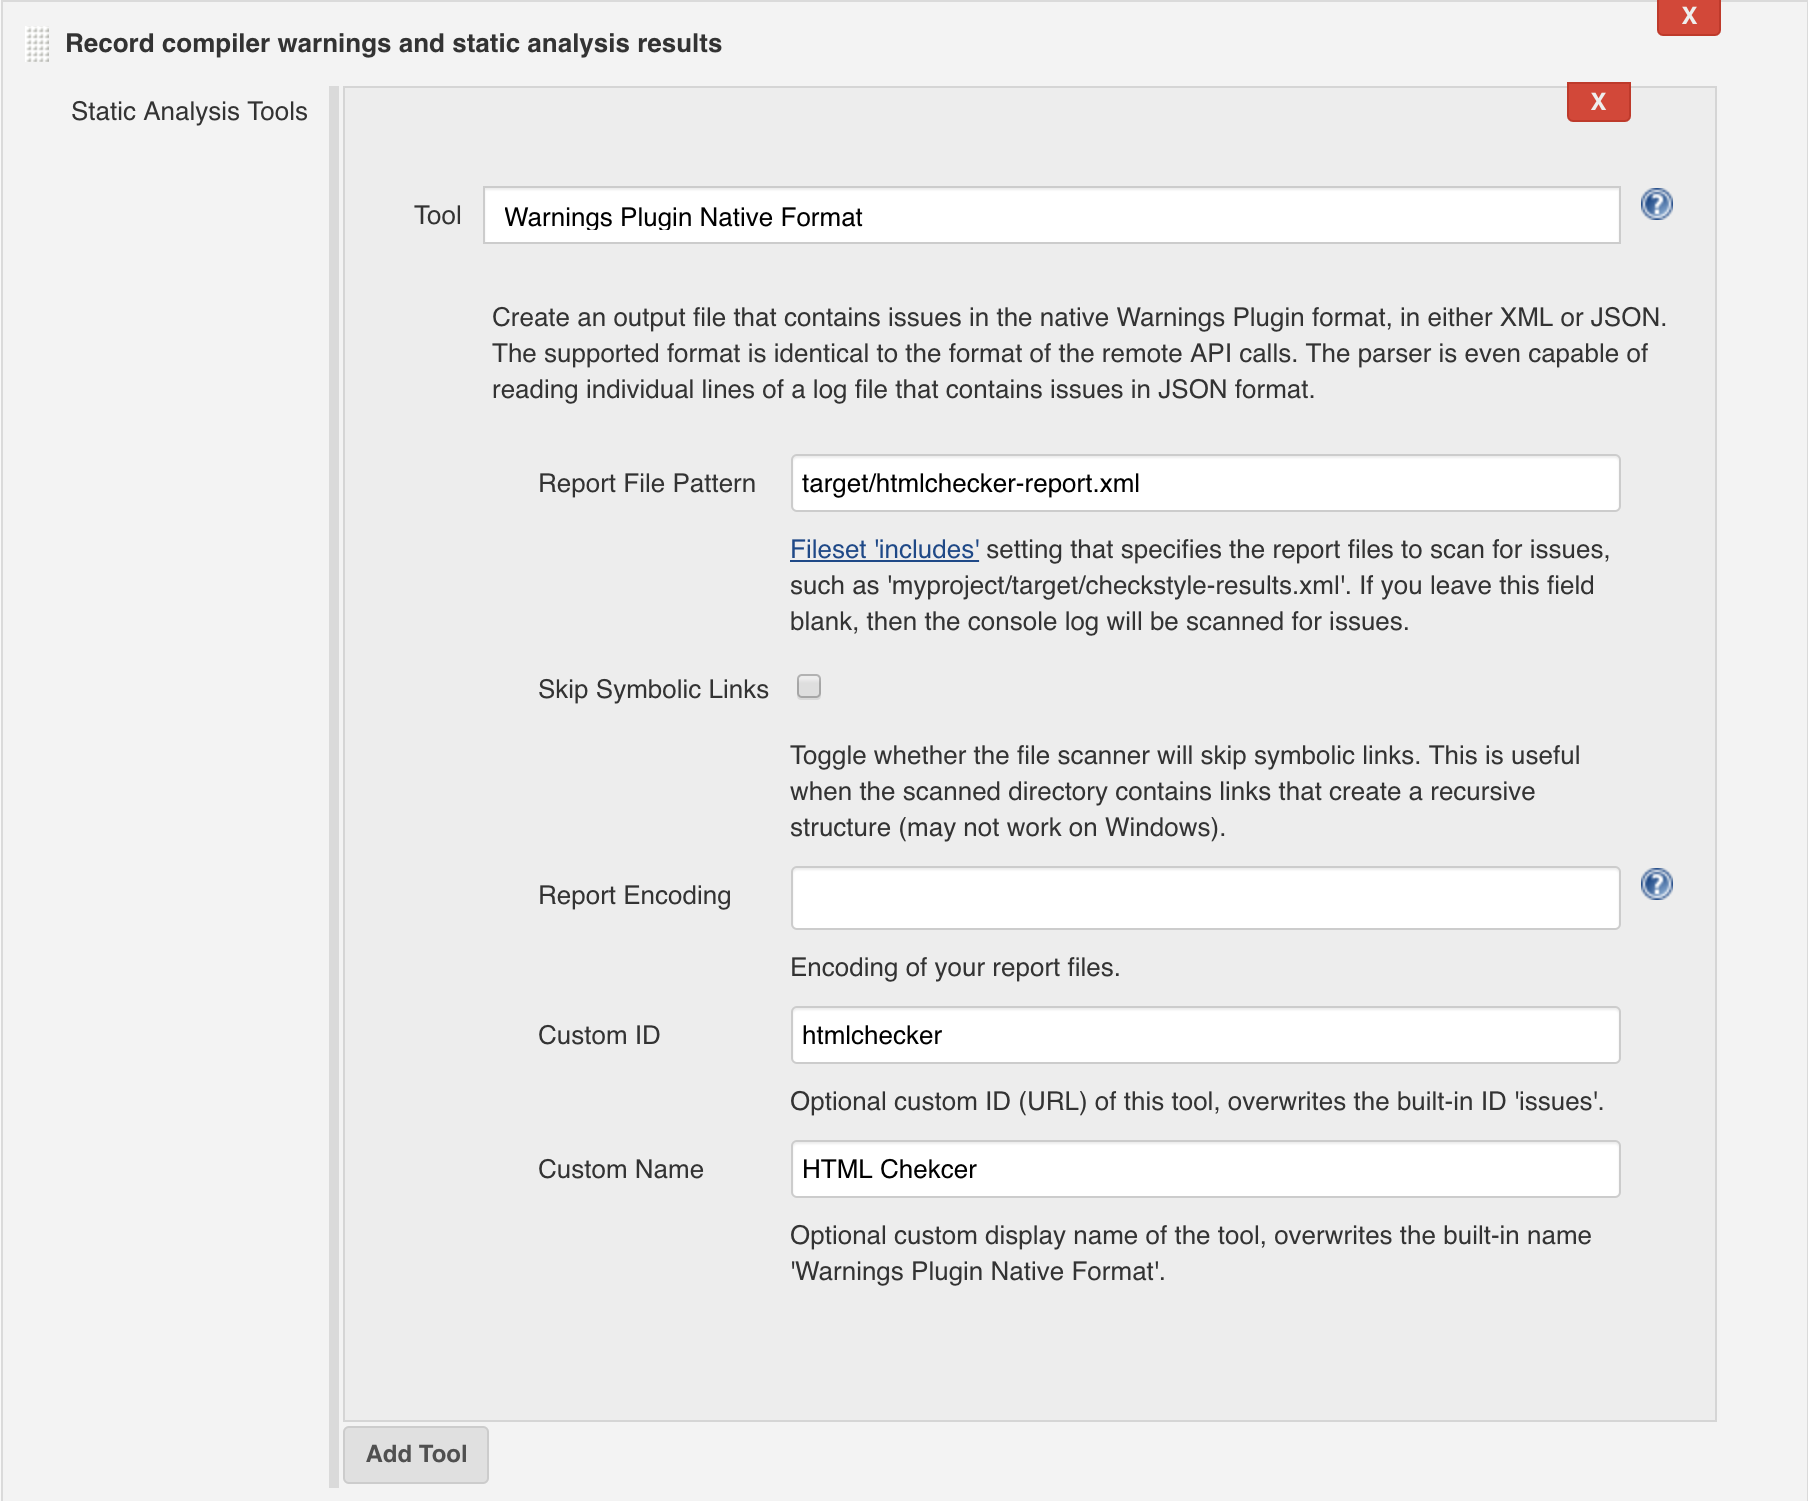 X
Record compiler warnings and static analysis results
Static Analysis Tools
X
Tool
Warnings Plugin Native Format
?
Create an output file that contains issues in the native Warnings Plugin format, in either XML or JSON.
The supported format is identical to the format of the remote API calls. The parser is even capable of
reading individual lines of a log file that contains issues in JSON format.
Report File Pattern
target/htmlchecker-report.xml
Fileset 'includes' setting that specifies the report files to scan for issues,
such as 'myproject/target/checkstyle-results.xml'. If you leave this field
blank, then the console log will be scanned for issues.
Skip Symbolic Links
Toggle whether the file scanner will skip symbolic links. This is useful
when the scanned directory contains links that create a recursive
structure (may not work on Windows).
Report Encoding
?
Encoding of your report files.
Custom ID
htmlchecker
Optional custom ID (URL) of this tool, overwrites the built-in ID 'issues'.
Custom Name
HTML Chekcer
Optional custom display name of the tool, overwrites the built-in name
'Warnings Plugin Native Format'.
Add Tool